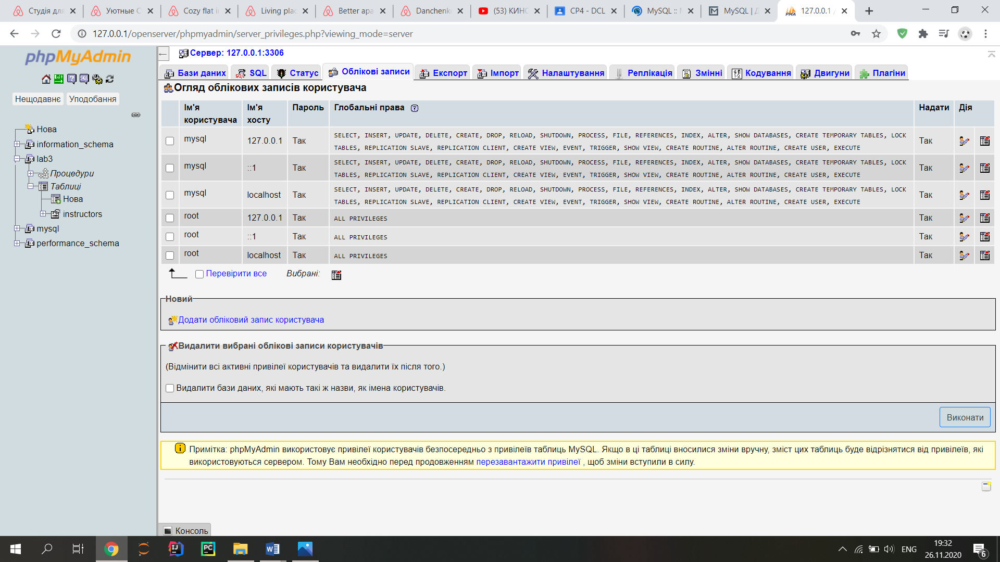 Студія для
Уютные С
Cozy flat i
Living pla
Better apa
Danchenk
(53) КИНО
СР4 - DCL
MySQL :: M
MySQL | Д
127.0.0.1 /
127.0.0.1/openserver/phpmyadmin/server_privileges.php?viewing_mode=server
phpMyAdmin
Нещодавнє Уподобання
Нова
information_schema
lab3
Процедури
Таблиці
Нова
instructors
mysql
performance_schema
Сервер: 127.0.0.1:3306
Бази даних SQL Статус Облікові записи Експорт Імпорт Налаштування Реплікація Змінні Кодування Двигуни Плагіни
Огляд облікових записів користувача
Ім'я користувача Ім'я хосту Пароль Глобальні права Надати Дія
mysql 127.0.0.1 Так SELECT, INSERT, UPDATE, DELETE, CREATE, DROP, RELOAD, SHUTDOWN, PROCESS, FILE, REFERENCES, INDEX, ALTER, SHOW DATABASES, CREATE TEMPORARY TABLES, LOCK
TABLES, REPLICATION SLAVE, REPLICATION CLIENT, CREATE VIEW, EVENT, TRIGGER, SHOW VIEW, CREATE ROUTINE, ALTER ROUTINE, CREATE USER, EXECUTE Так
mysql ::1 Так SELECT, INSERT, UPDATE, DELETE, CREATE, DROP, RELOAD, SHUTDOWN, PROCESS, FILE, REFERENCES, INDEX, ALTER, SHOW DATABASES, CREATE TEMPORARY TABLES, LOCK
TABLES, REPLICATION SLAVE, REPLICATION CLIENT, CREATE VIEW, EVENT, TRIGGER, SHOW VIEW, CREATE ROUTINE, ALTER ROUTINE, CREATE USER, EXECUTE Так
mysql localhost Так SELECT, INSERT, UPDATE, DELETE, CREATE, DROP, RELOAD, SHUTDOWN, PROCESS, FILE, REFERENCES, INDEX, ALTER, SHOW DATABASES, CREATE TEMPORARY TABLES, LOCK
TABLES, REPLICATION SLAVE, REPLICATION CLIENT, CREATE VIEW, EVENT, TRIGGER, SHOW VIEW, CREATE ROUTINE, ALTER ROUTINE, CREATE USER, EXECUTE Так
root 127.0.0.1 Так ALL PRIVILEGES Так
root ::1 Так ALL PRIVILEGES Так
root localhost Так ALL PRIVILEGES Так
Перевірити все Вибрані:
Новий
Додати обліковий запис користувача
Видалити вибрані облікові записи користувачів
(Відмінити всі активні привілеї користувачів та видалити їх після того.)
Видалити бази даних, які мають такі ж назви, як імена користувачів.
Виконати
Примітка: phpMyAdmin використовує привілеї користувачів безпосередньо з привілеїв таблиць MySQL. Якщо в ці таблиці вносилися зміни вручну, зміст цих таблиць буде відрізнятися від привілеїв, які
використовуються сервером. Тому Вам необхідно перед продовженням перезавантажити привілеї , щоб зміни вступили в силу.
Консоль
ENG
19:32
26.11.2020
6